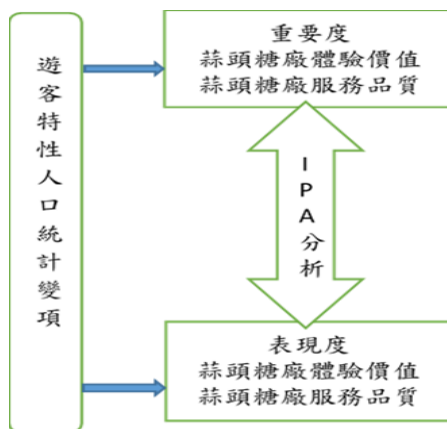 遊客特性人口統計變項
重要度
蒜頭糖廠體驗價值
蒜頭糖廠服務品質
IPA分析
表現度
蒜頭糖廠體驗價值
蒜頭糖廠服務品質